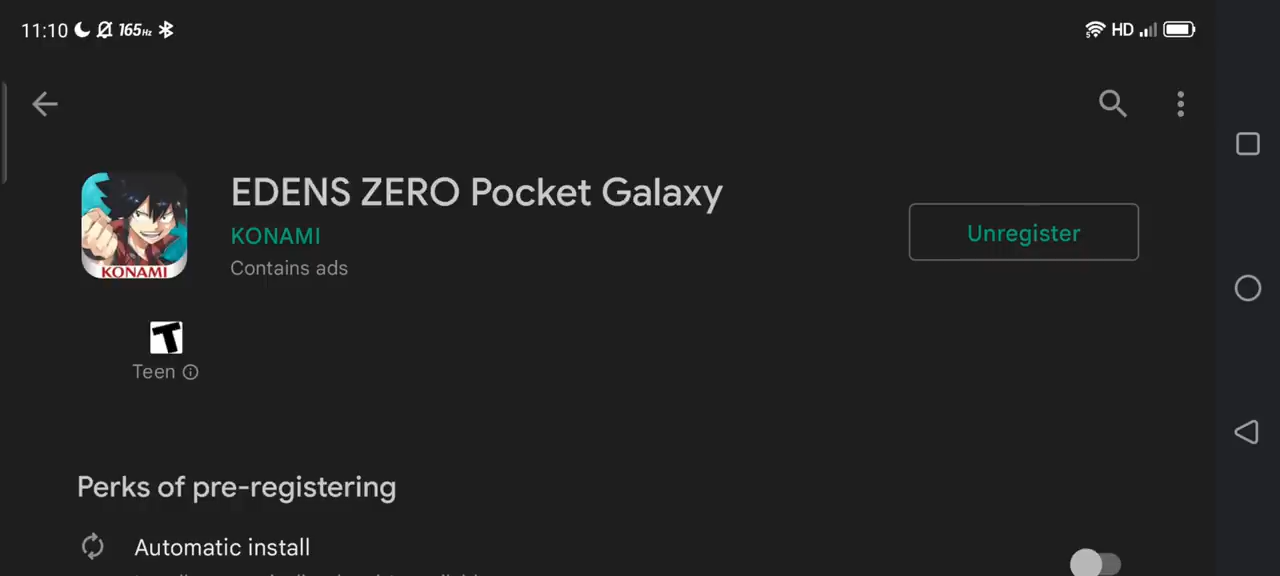 11:10 165Hz HD
EDENS ZERO Pocket Galaxy
KONAMI
Contains ads
Unregister
KONAMI
T
Teen
Perks of pre-registering
Automatic install